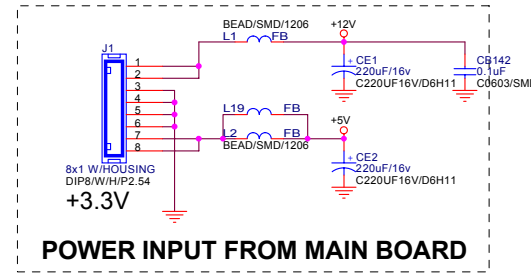 BEAD/SMD/1206
L1 FB
+12V
J1
1
2
3
4
5
6
7
8
+ CE1
220uF/16v
C220UF16V/D6H11
CB142
0.1uF
C0603/SM
L19 FB
L2 FB
BEAD/SMD/1206
+5V
+ CE2
220uF/16v
C220UF16V/D6H11
8x1 W/HOUSING
DIP8/W/H/P2.54
+3.3V
POWER INPUT FROM MAIN BOARD